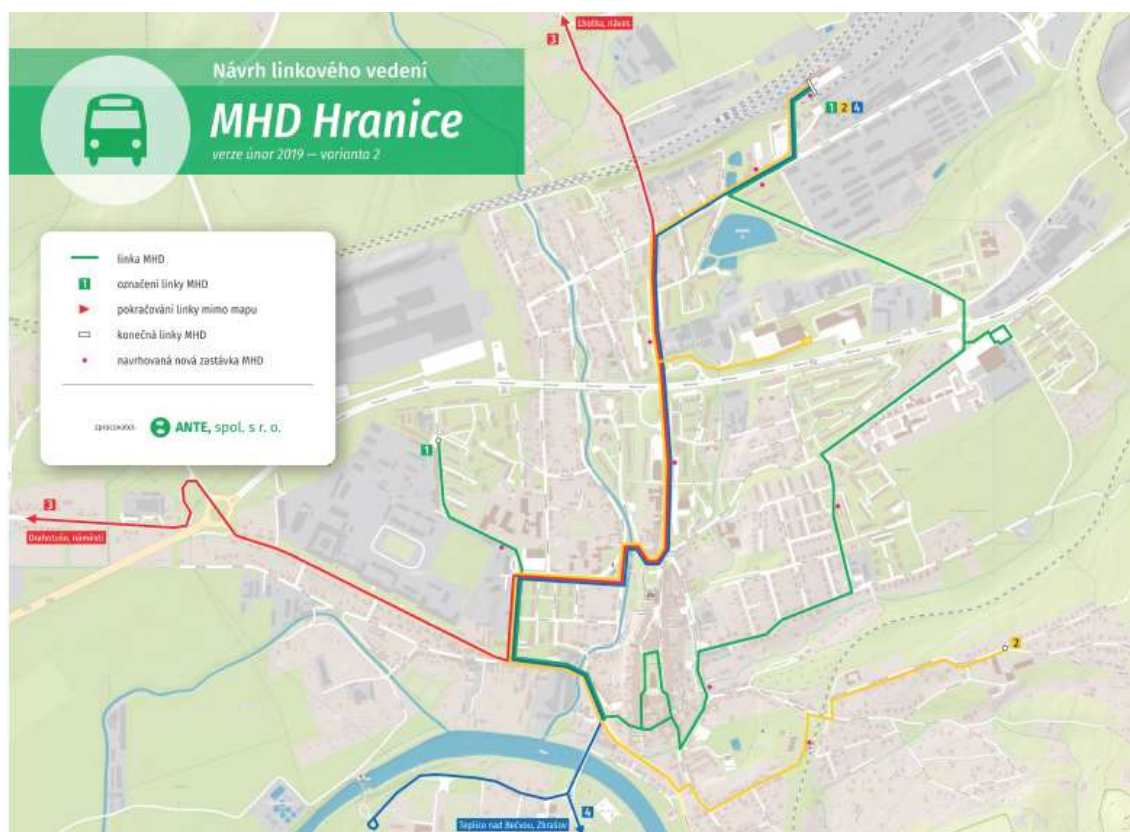 Návrh linkového vedení
MHD Hranice
verze únor 2019 — varianta 2
linka MHD
1 označení linky MHD
pokračování linky mimo mapu
konečná linky MHD
navrhovaná nová zastávka MHD
zpracovatel: ANTE, spol. s r. o.
Lhotka, náves
3
1 2 4
1
3
Drahotuše, náměstí
2
4
Teplice nad Bečvou, Zbrašov